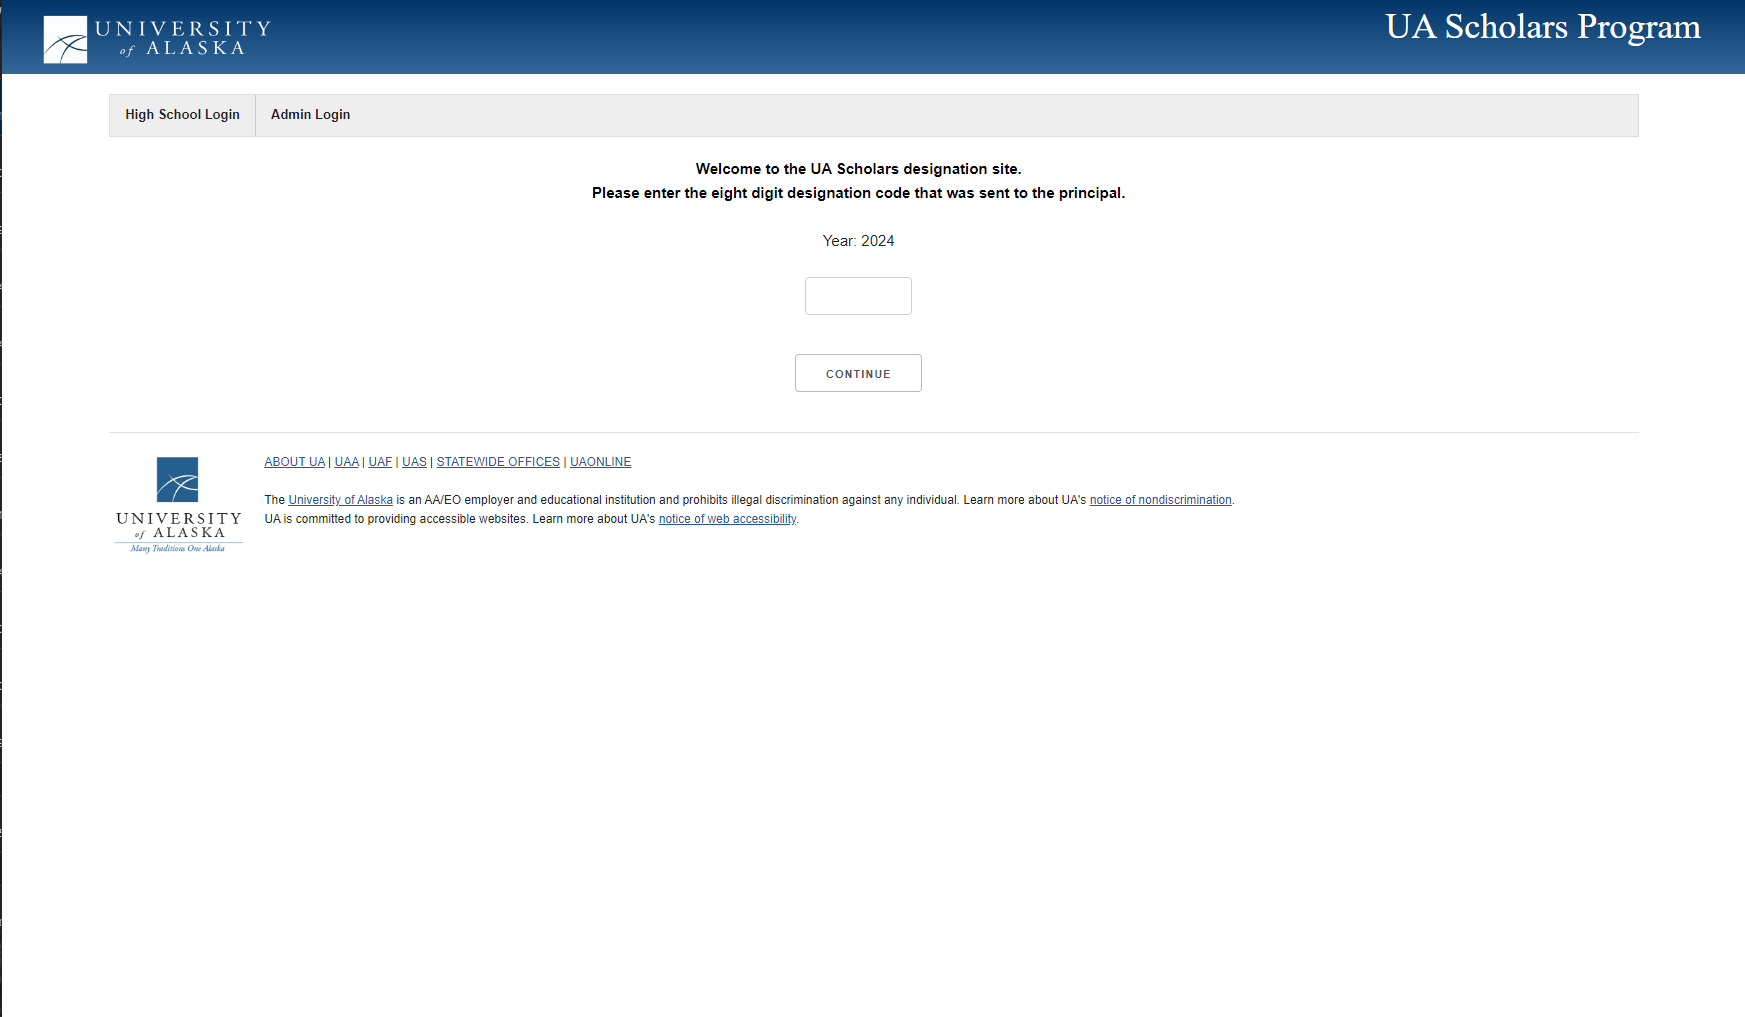 UNIVERSITY
of ALASKA
UA Scholars Program
High School Login
Admin Login
Welcome to the UA Scholars designation site.
Please enter the eight digit designation code that was sent to the principal.
Year: 2024
CONTINUE
ABOUT UA | UAA | UAF | UAS | STATEWIDE OFFICES | UAONLINE
The University of Alaska is an AA/EO employer and educational institution and prohibits illegal discrimination against any individual. Learn more about UA's notice of nondiscrimination.
UA is committed to providing accessible websites. Learn more about UA's notice of web accessibility.
UNIVERSITY
of ALASKA
Many Traditions One Alaska